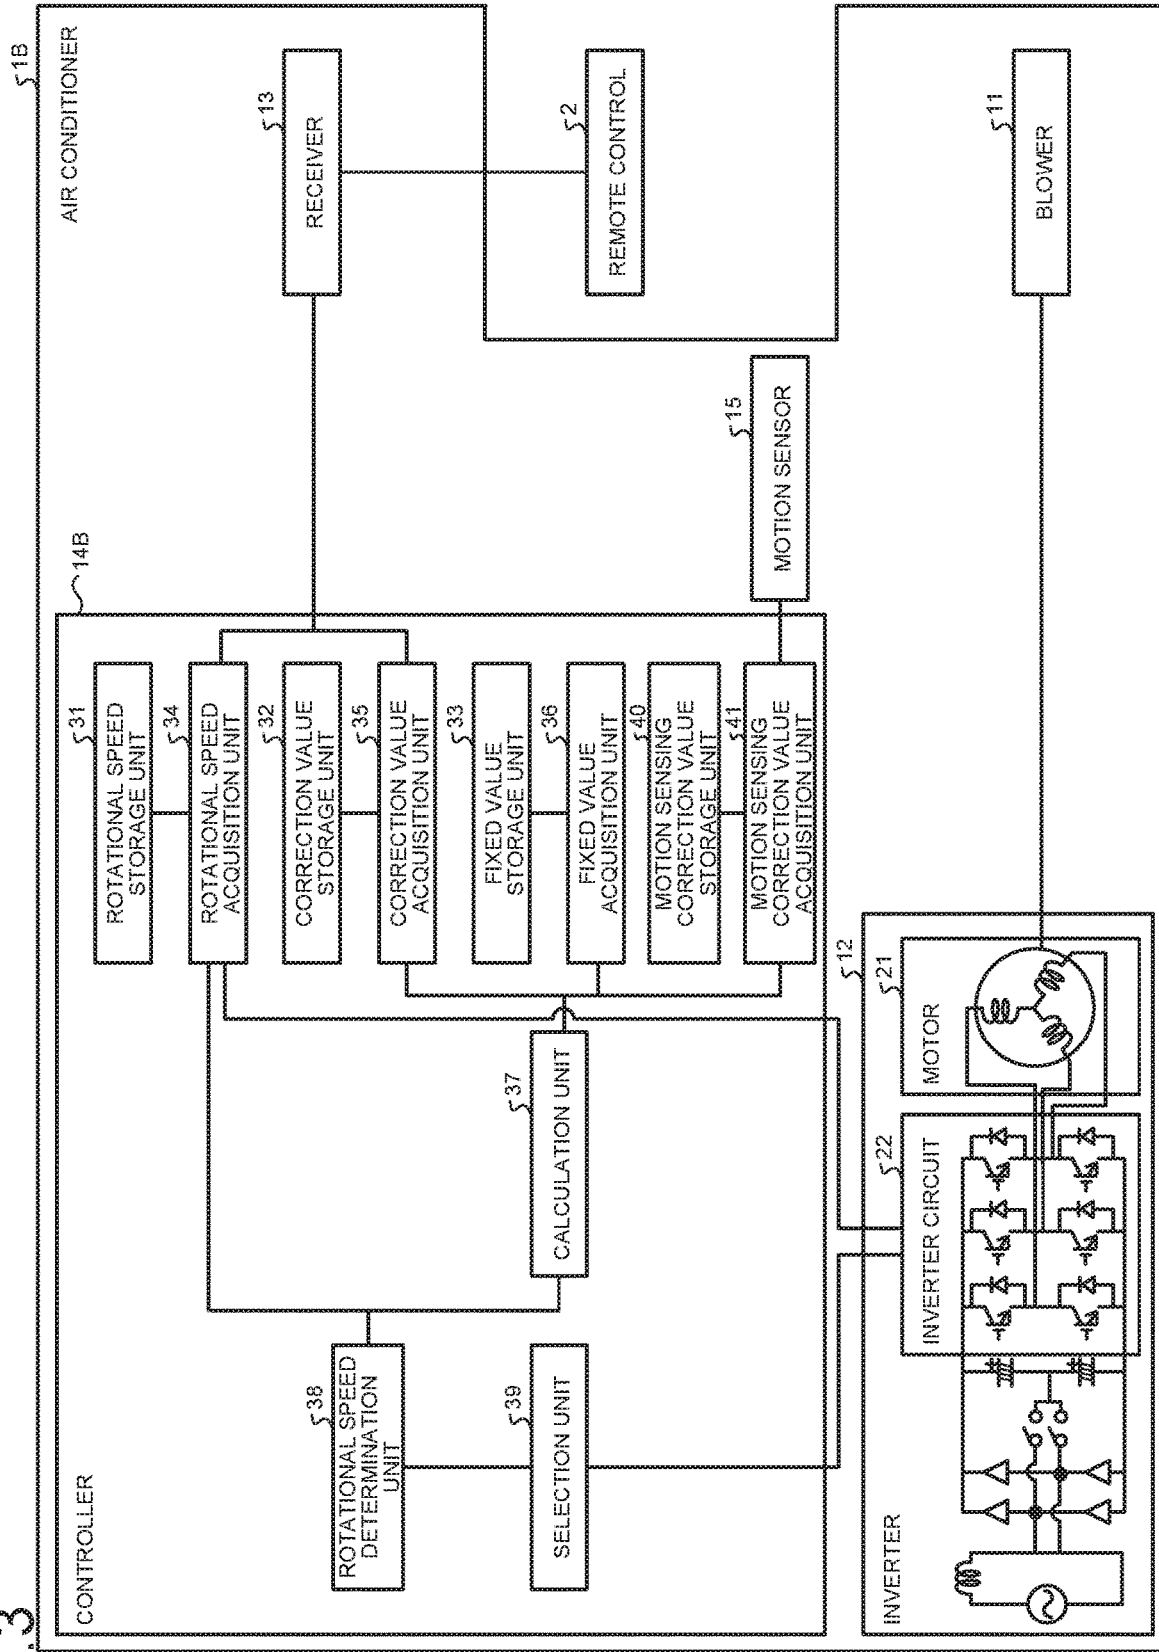 .3
1B
AIR CONDITIONER
13
RECEIVER
2
REMOTE CONTROL
11
BLOWER
15
MOTION SENSOR
14B
CONTROLLER
31
ROTATIONAL SPEED
STORAGE UNIT
34
ROTATIONAL SPEED
ACQUISITION UNIT
32
CORRECTION VALUE
STORAGE UNIT
35
CORRECTION VALUE
ACQUISITION UNIT
33
FIXED VALUE
STORAGE UNIT
36
FIXED VALUE
ACQUISITION UNIT
40
MOTION SENSING
CORRECTION VALUE
STORAGE UNIT
41
MOTION SENSING
CORRECTION VALUE
ACQUISITION UNIT
37
CALCULATION UNIT
38
ROTATIONAL SPEED
DETERMINATION
UNIT
39
SELECTION UNIT
12
INVERTER
21
MOTOR
22
INVERTER CIRCUIT